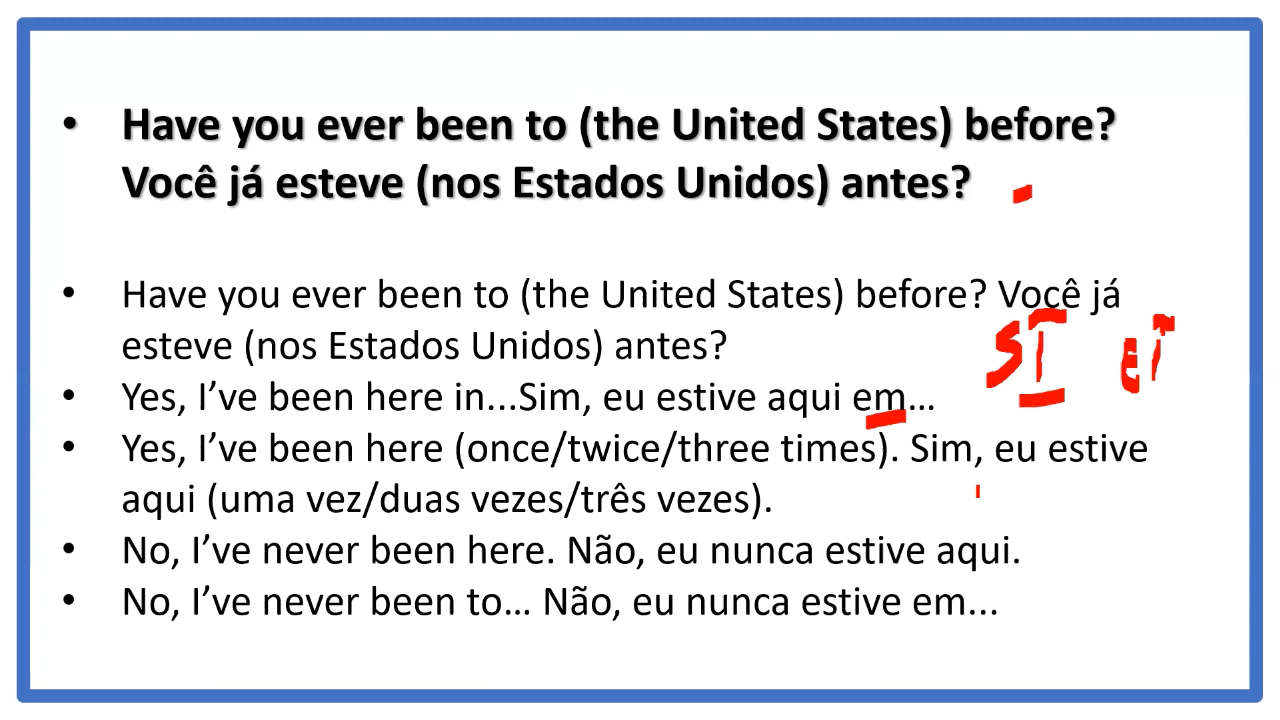 • Have you ever been to (the United States) before?
Você já esteve (nos Estados Unidos) antes?
• Have you ever been to (the United States) before? Você já
esteve (nos Estados Unidos) antes?
• Yes, I’ve been here in...Sim, eu estive aqui em…
• Yes, I’ve been here (once/twice/three times). Sim, eu estive
aqui (uma vez/duas vezes/três vezes).
• No, I’ve never been here. Não, eu nunca estive aqui.
• No, I’ve never been to… Não, eu nunca estive em...